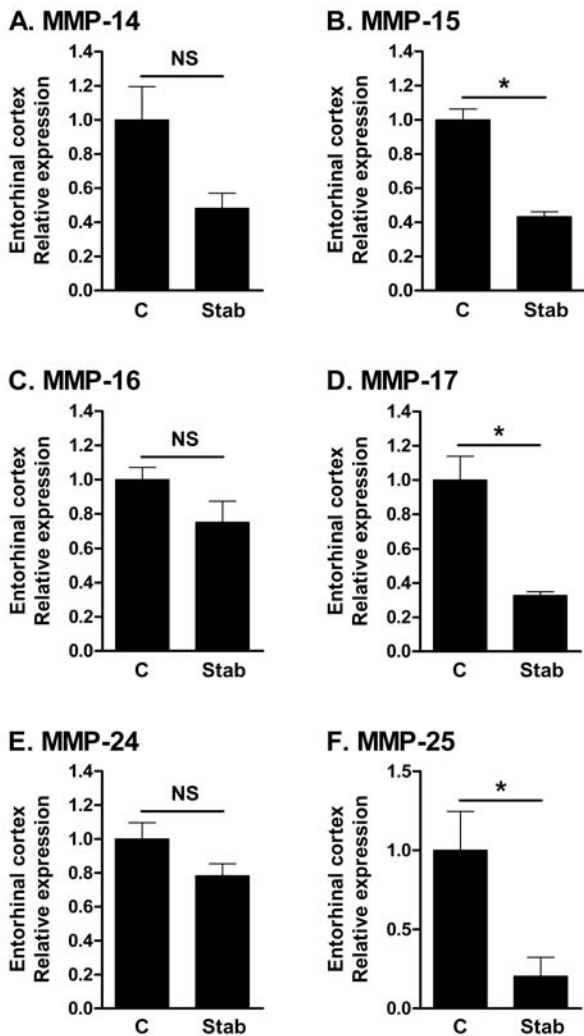 A. MMP-14
Entorhinal cortex
Relative expression
1.4
1.2
1.0
0.8
0.6
0.4
0.2
0.0
NS
C Stab
B. MMP-15
Entorhinal cortex
Relative expression
1.4
1.2
1.0
0.8
0.6
0.4
0.2
0.0
*
C Stab
C. MMP-16
Entorhinal cortex
Relative expression
1.4
1.2
1.0
0.8
0.6
0.4
0.2
0.0
NS
C Stab
D. MMP-17
Entorhinal cortex
Relative expression
1.4
1.2
1.0
0.8
0.6
0.4
0.2
0.0
*
C Stab
E. MMP-24
Entorhinal cortex
Relative expression
1.4
1.2
1.0
0.8
0.6
0.4
0.2
0.0
NS
C Stab
F. MMP-25
Entorhinal cortex
Relative expression
1.5
1.0
0.5
0.0
*
C Stab